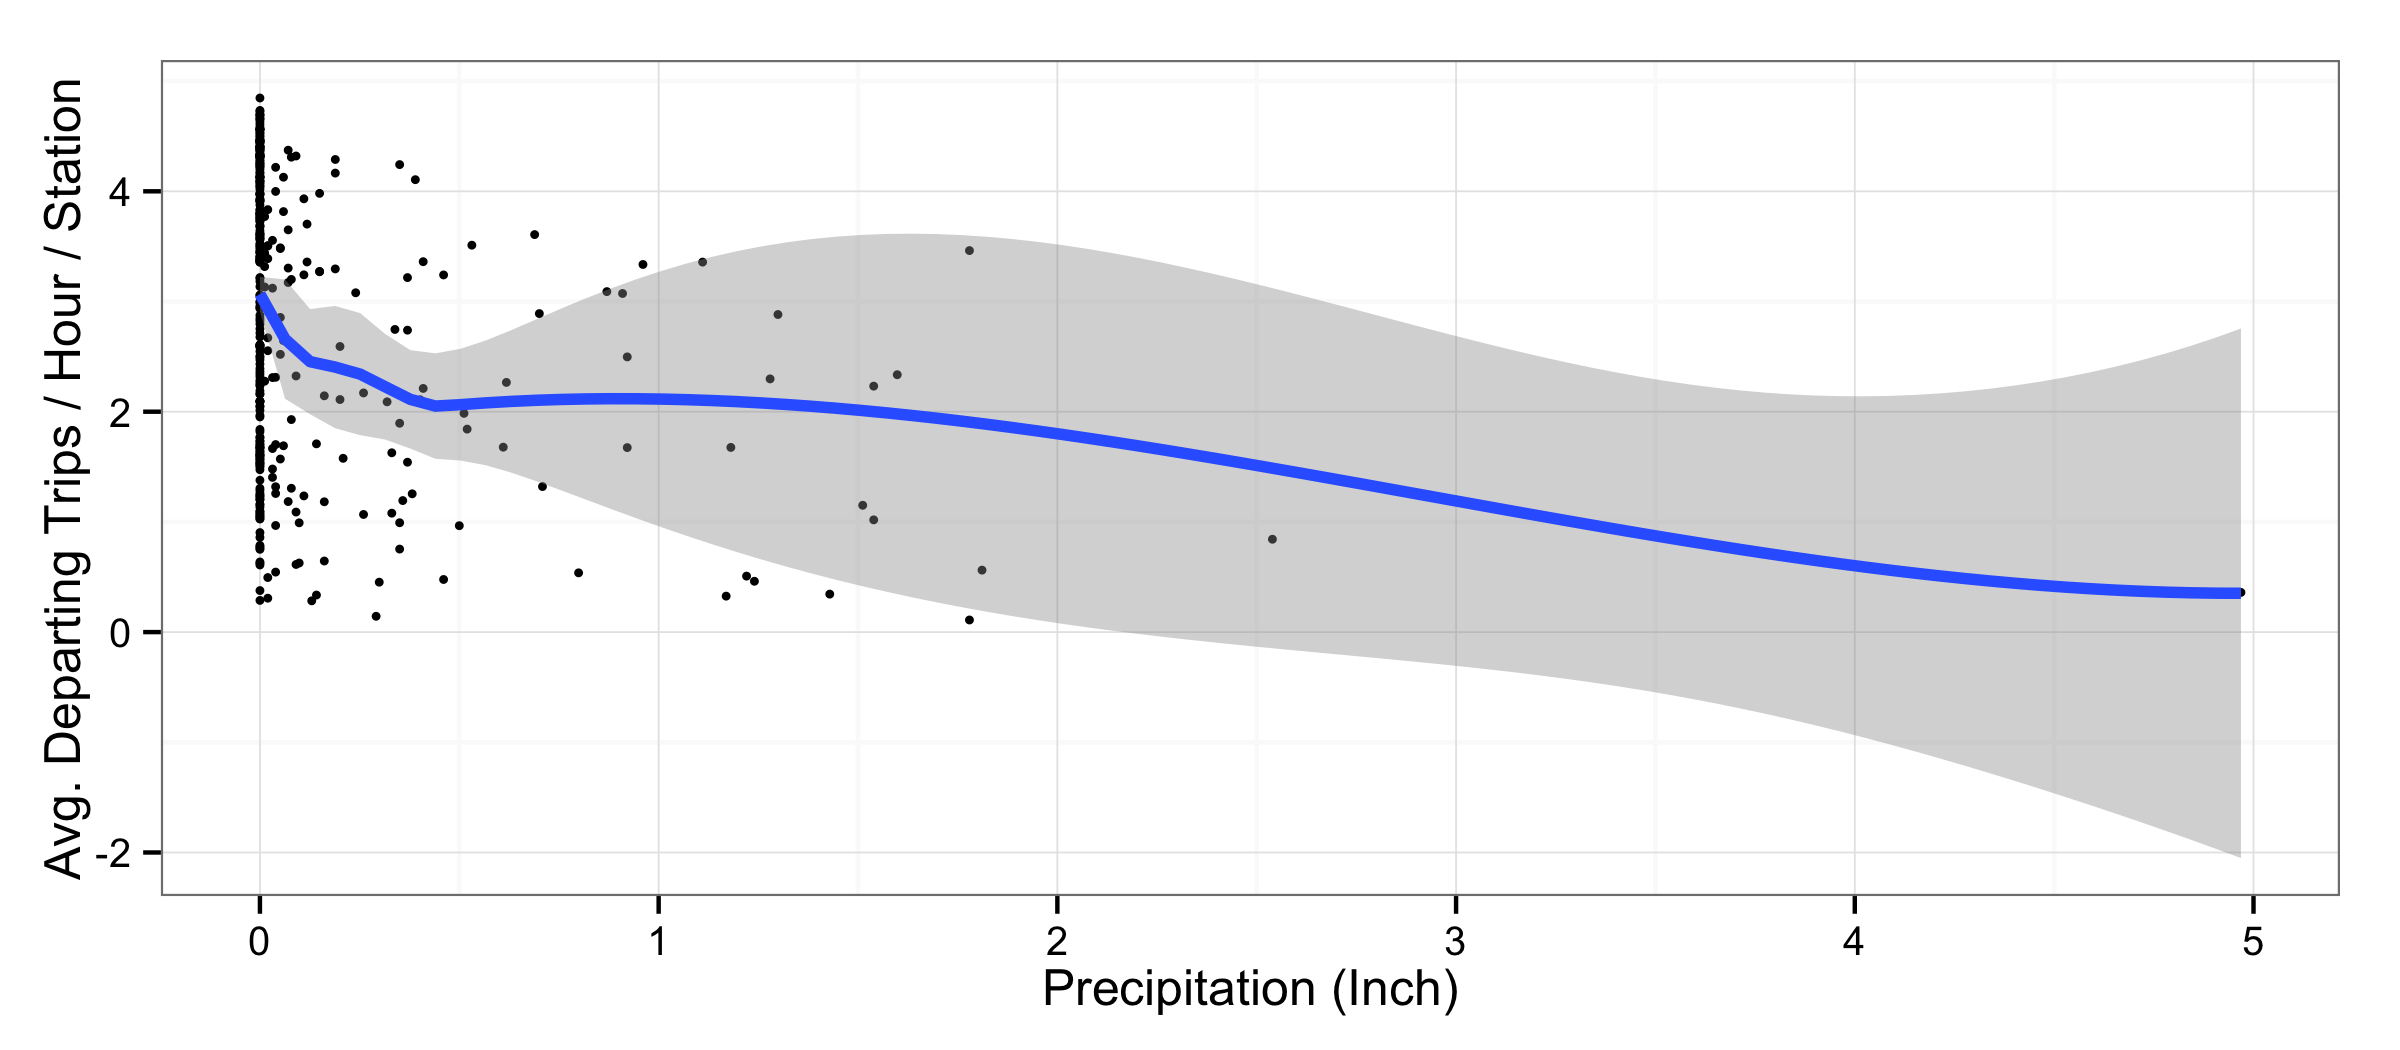 Avg. Departing Trips / Hour / Station
4
2
0
-2
0 1 2 3 4 5
Precipitation (Inch)